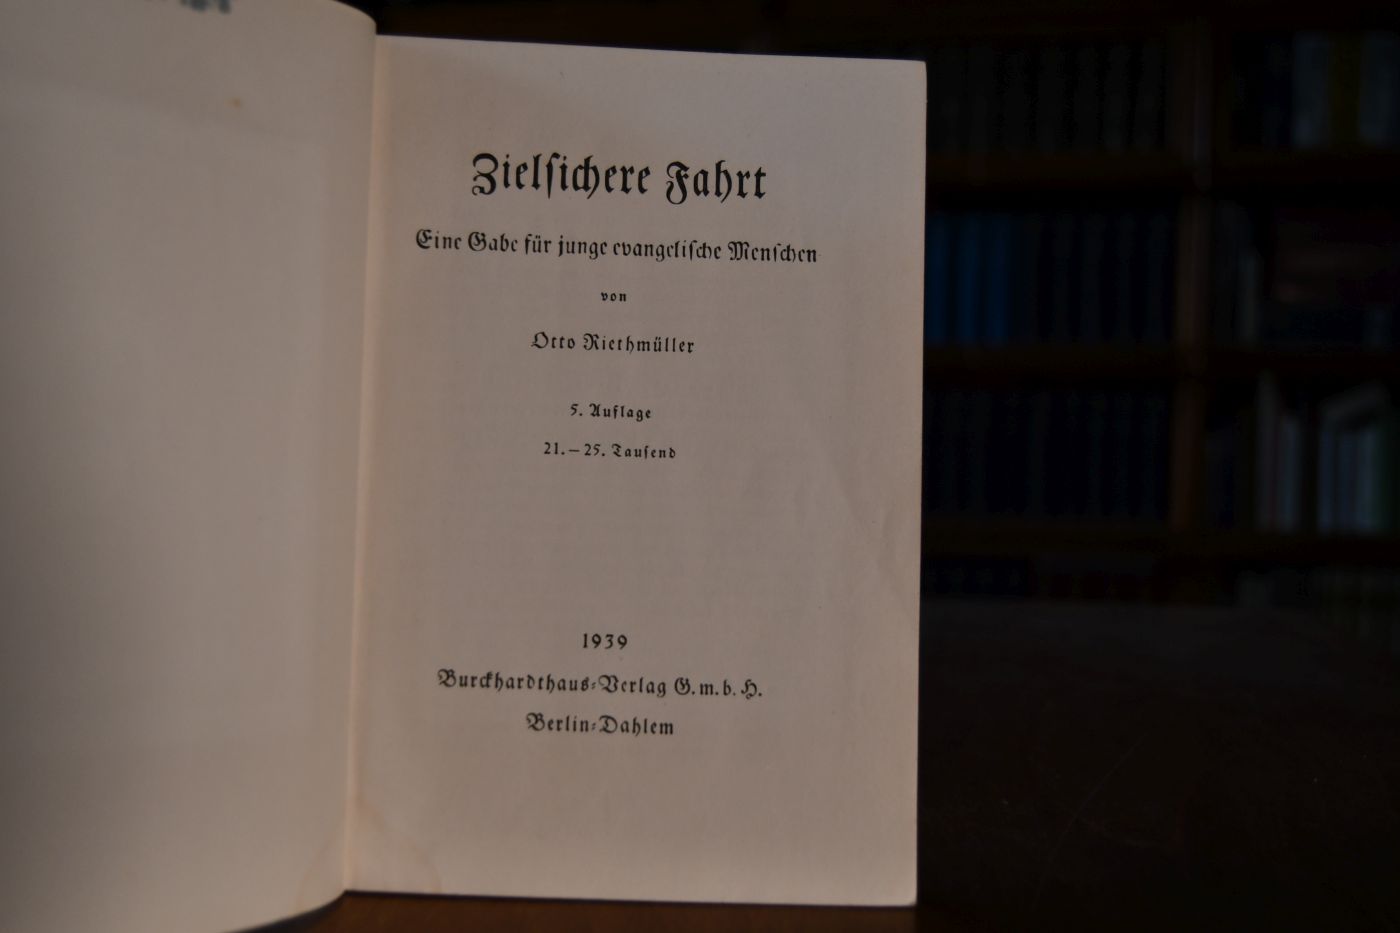 Zielſichere Fahrt
Eine Gabe für junge evangeliſche Menſchen
von
Otto Riethmüller
5. Auflage
21.–25. Tauſend
1939
Burckhardthaus-Verlag G.m.b.H.
Berlin-Dahlem